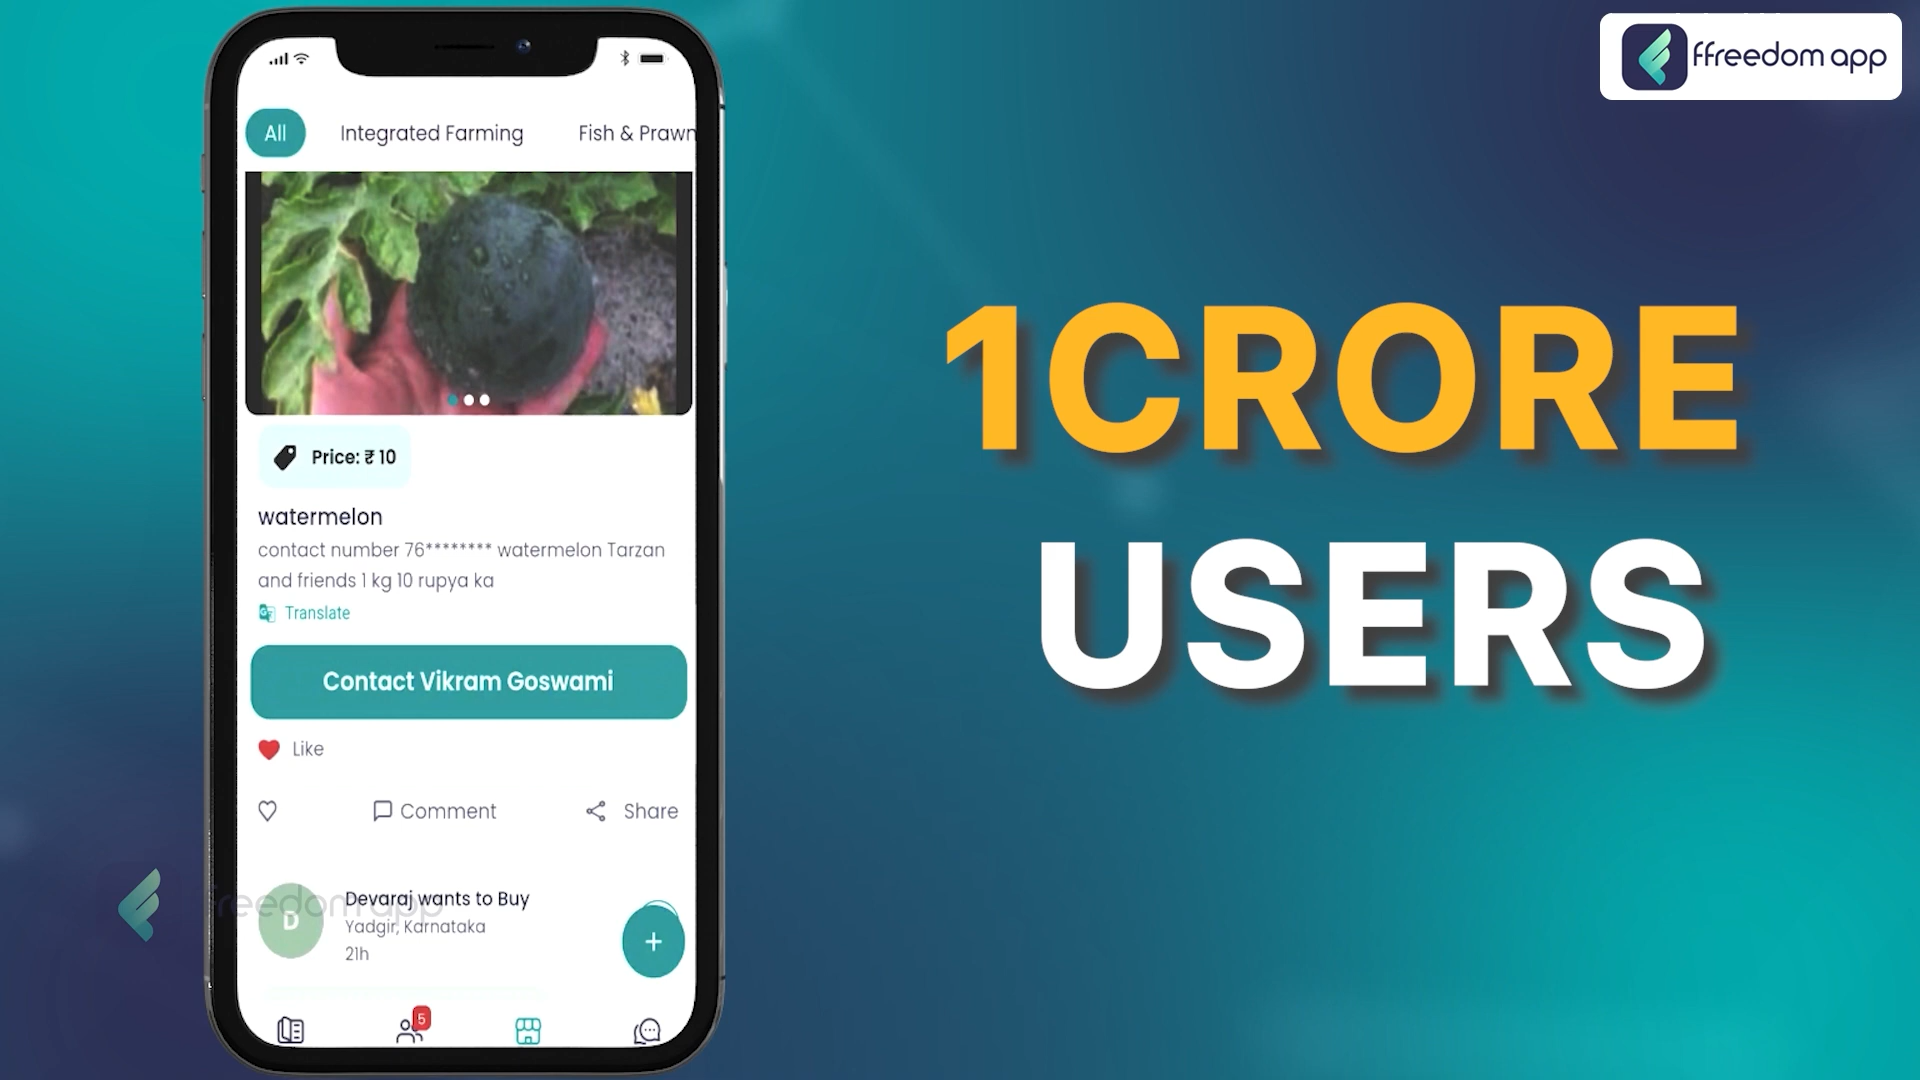 ffreedom app
All
Integrated Farming
Fish & Prawn
Price: ₹ 10
watermelon
contact number 76******** watermelon Tarzan
and friends 1 kg 10 rupya ka
Translate
Contact Vikram Goswami
Like
Comment
Share
D
Devaraj wants to Buy
Yadgir, Karnataka
21h
+
5
ffreedom app
1CRORE
USERS